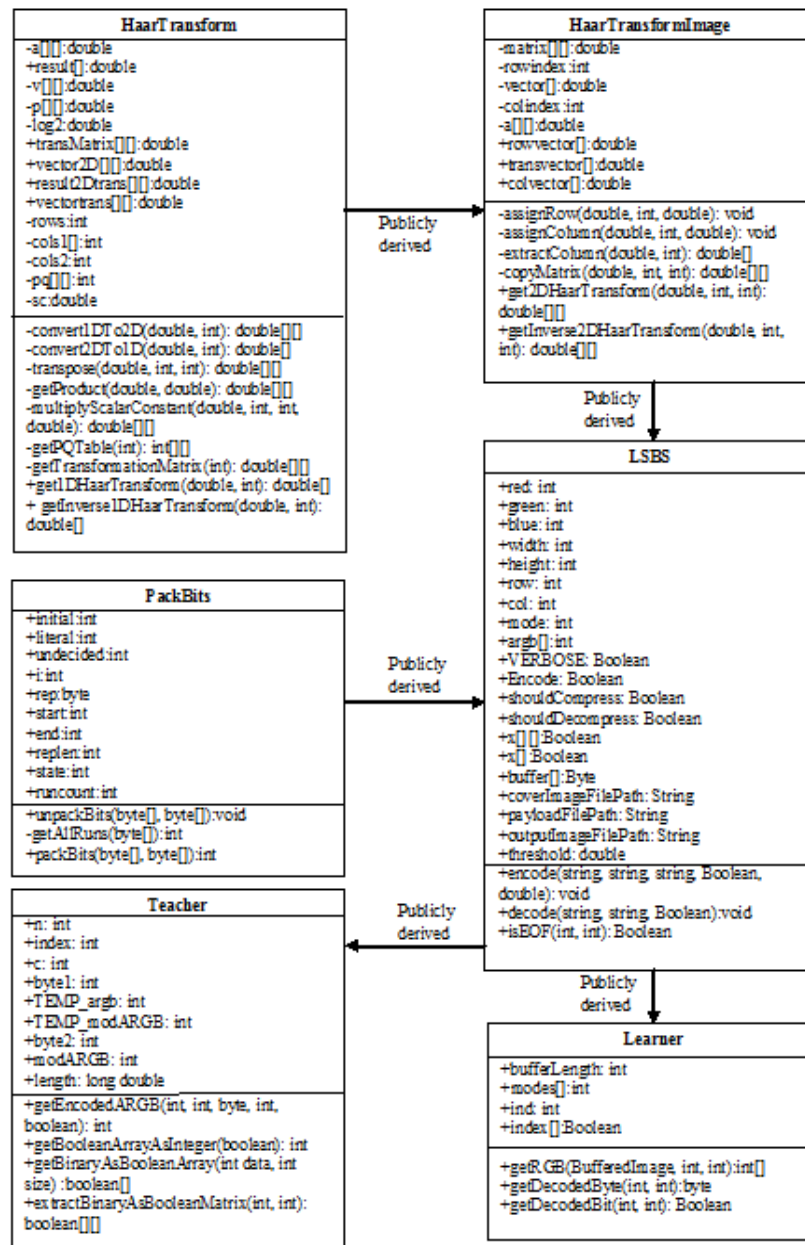 HaarTransform
-a[][]:double
+result[]:double
-v[][]:double
-p[][]:double
-log2:double
+transMatrix[][]:double
+vector2D[][]:double
+result2Dtrans[][]:double
+vectortrans[][]:double
-rows:int
-cols1[]:int
-cols2:int
-pq[][]:int
-sc:double
-convert1DTo2D(double, int): double[][]
-convert2DTo1D(double, int): double[]
-transpose(double, int, int): double[][]
-getProduct(double, double): double[][]
-multiplyScalarConstant(double, int, int,
double): double[][]
-getPQTable(int): int[][]
-getTransformationMatrix(int): double[][]
+get1DHaarTransform(double, int): double[]
+ getInverse1DHaarTransform(double, int):
double[]
Publicly
derived
HaarTransformImage
-matrix[][]:double
-rowindex:int
-vector[]:double
-colindex:int
-a[][]:double
+rowvector[]:double
+transvector[]:double
+colvector[]:double
-assignRow(double, int, double): void
-assignColumn(double, int, double): void
-extractColumn(double, int): double[]
-copyMatrix(double, int, int): double[][]
+get2DHaarTransform(double, int, int):
double[][]
+getInverse2DHaarTransform(double, int,
int): double[][]
Publicly
derived
LSBS
+red: int
+green: int
+blue: int
+width: int
+height: int
+row: int
+col: int
+mode: int
+argb[]: int
+VERBOSE: Boolean
+Encode: Boolean
+shouldCompress: Boolean
+shouldDecompress: Boolean
+x[][]:Boolean
+x[]:Boolean
+buffer[]:Byte
+coverImageFilePath: String
+payloadFilePath: String
+outputImageFilePath: String
+threshold: double
+encode(string, string, string, Boolean,
double): void
+decode(string, string, Boolean):void
+isEOF(int, int): Boolean
PackBits
+initial:int
+literal:int
+undecided:int
+i:int
+rep:byte
+start:int
+end:int
+replen:int
+state:int
+runcount:int
+unpackBits(byte[], byte[]):void
-getAllRuns(byte[]):int
+packBits(byte[], byte[]):int
Publicly
derived
Teacher
+n: int
+index: int
+c: int
+byte1: int
+TEMP_argb: int
+TEMP_modARGB: int
+byte2: int
+modARGB: int
+length: long double
+getEncodedARGB(int, int, byte, int,
boolean): int
+getBooleanArrayAsInteger(boolean): int
+getBinaryAsBooleanArray(int data, int
size) :boolean[]
+extractBinaryAsBooleanMatrix(int, int):
boolean[][]
Publicly
derived
Publicly
derived
Learner
+bufferLength: int
+modes[]:int
+ind: int
+index[]:Boolean
+getRGB(BufferedImage, int, int):int[]
+getDecodedByte(int, int):byte
+getDecodedBit(int, int): Boolean